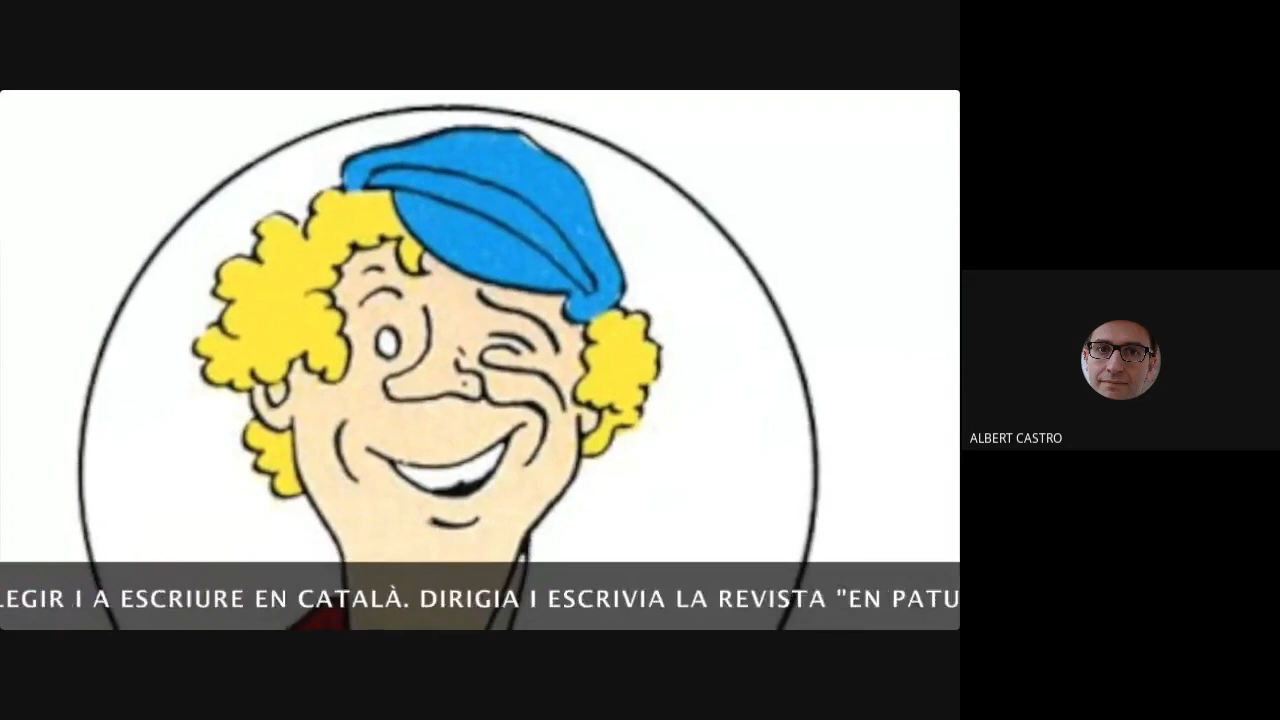 LEGIR I A ESCRIURE EN CATALÀ. DIRIGIA I ESCRIVIA LA REVISTA "EN PATU
ALBERT CASTRO